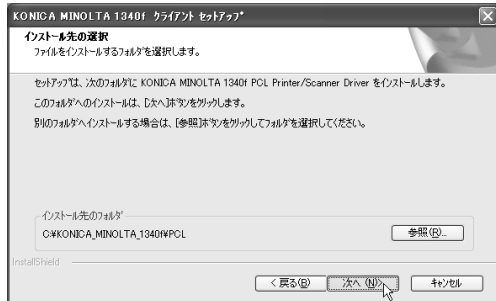 KONICA MINOLTA 1340f クライアント セットアップ
インストール先の選択
ファイルをインストールするフォルダを選択します。
セットアップは、次のフォルダに KONICA MINOLTA 1340f PCL Printer/Scanner Driver をインストールします。
このフォルダへのインストールは、[次へ]ボタンをクリックします。
別のフォルダへインストールする場合は、[参照]ボタンをクリックしてフォルダを選択してください。
インストール先のフォルダ
C:¥KONICA_MINOLTA_1340f¥PCL
参照(R)...
InstallShield
< 戻る(B)
次へ (N)>
キャンセル